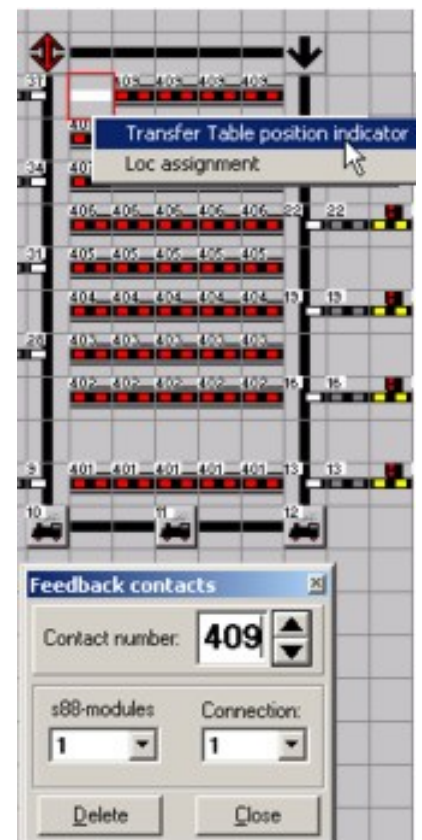 37 409 409 409 409
Transfer Table position indicator
Loc assignment
34
406 406 406 406 406 22 22
31 405 405 405 405 405
404 404 404 404 404 19 19
28 403 403 403 403 403
402 402 402 402 402 16 16
9 401 401 401 401 401 13 13
10 11 12
Feedback contacts
Contact number: 409
s88-modules Connection:
1 1
Delete Close